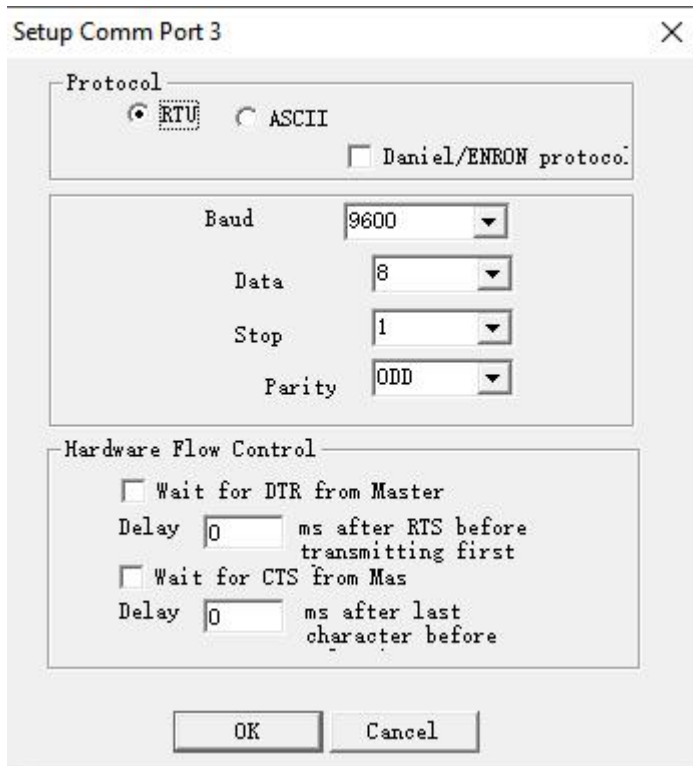 Setup Comm Port 3
Protocol
RTU ASCII
Daniel/ENRON protoco
Baud 9600
Data 8
Stop 1
Parity ODD
Hardware Flow Control
Wait for DTR from Master
Delay 0 ms after RTS before
transmitting first
Wait for CTS from Mas
Delay 0 ms after last
character before
OK Cancel